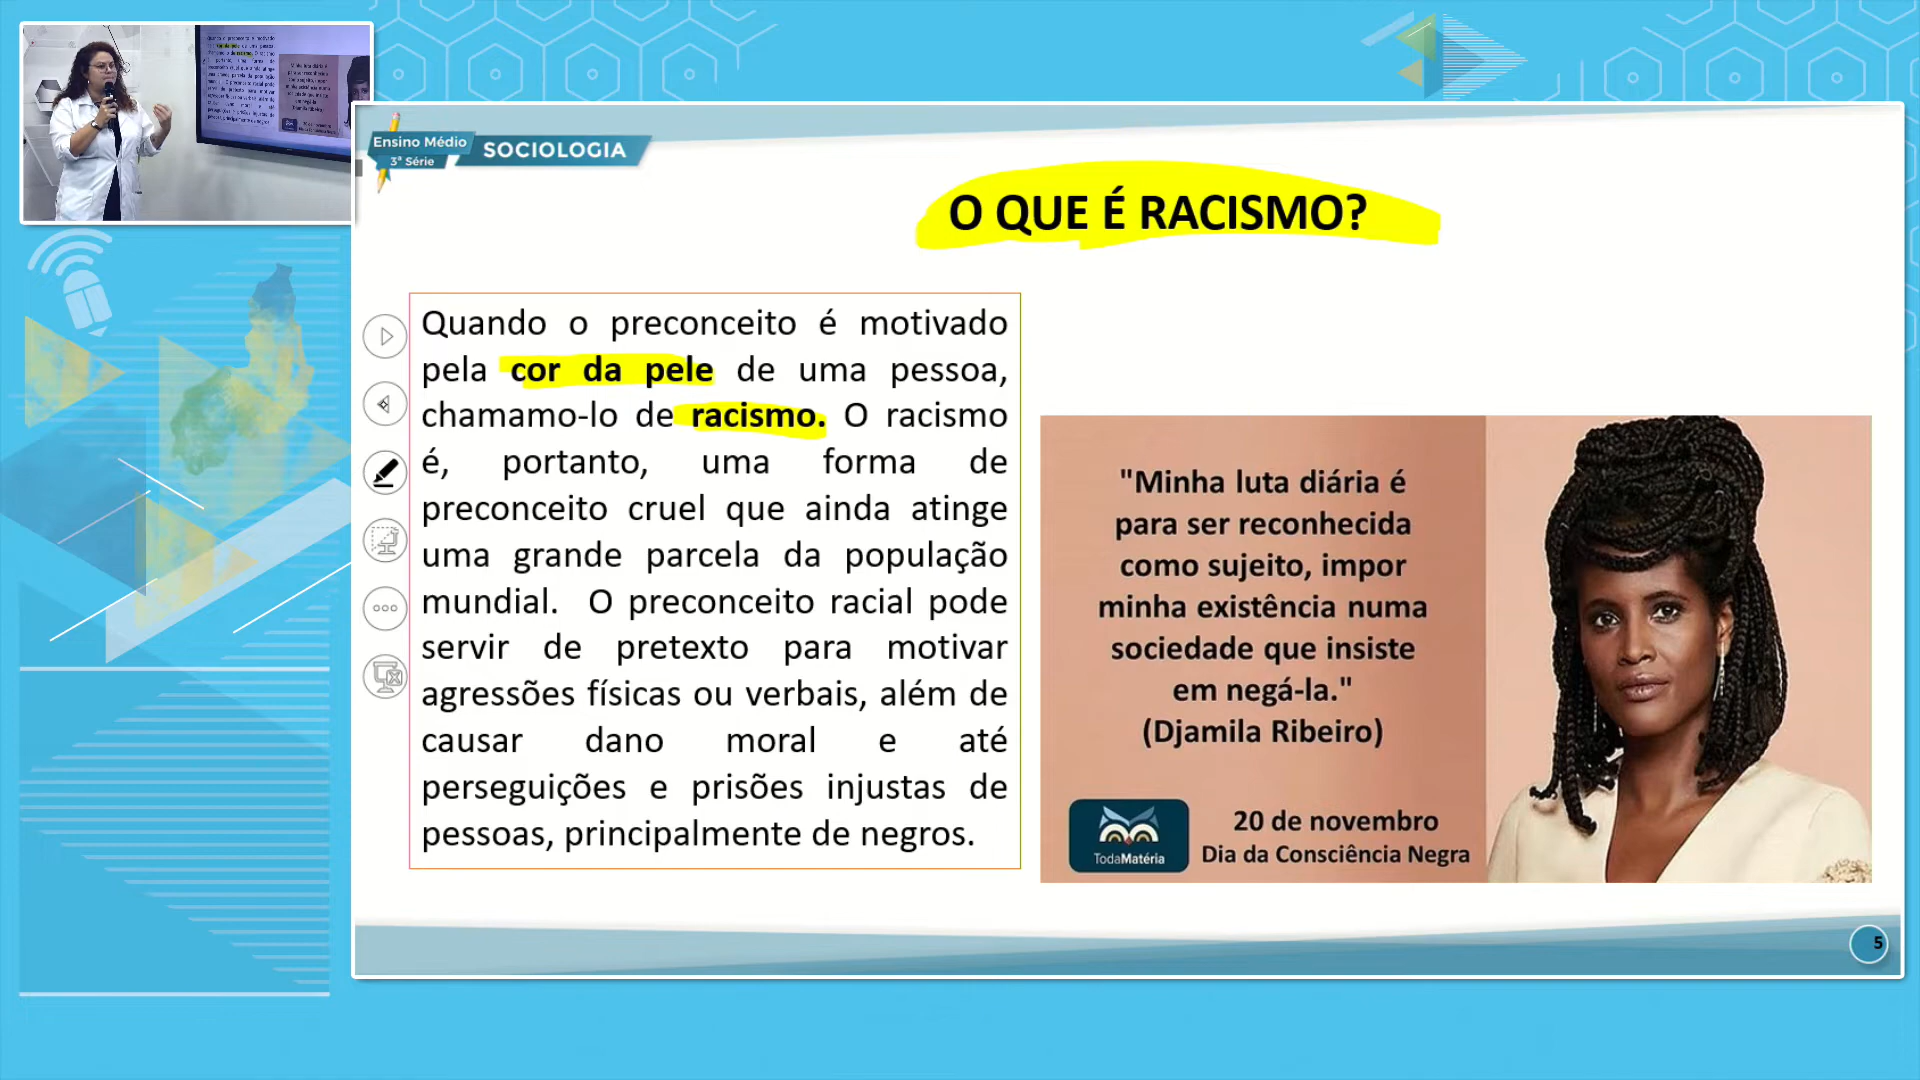 Ensino Médio
3ª Série
SOCIOLOGIA
O QUE É RACISMO?
Quando o preconceito é motivado
pela cor da pele de uma pessoa,
chamamo-lo de racismo. O racismo
é, portanto, uma forma de
preconceito cruel que ainda atinge
uma grande parcela da população
mundial. O preconceito racial pode
servir de pretexto para motivar
agressões físicas ou verbais, além de
causar dano moral e até
perseguições e prisões injustas de
pessoas, principalmente de negros.
"Minha luta diária é
para ser reconhecida
como sujeito, impor
minha existência numa
sociedade que insiste
em negá-la."
(Djamila Ribeiro)
TodaMatéria
20 de novembro
Dia da Consciência Negra
5